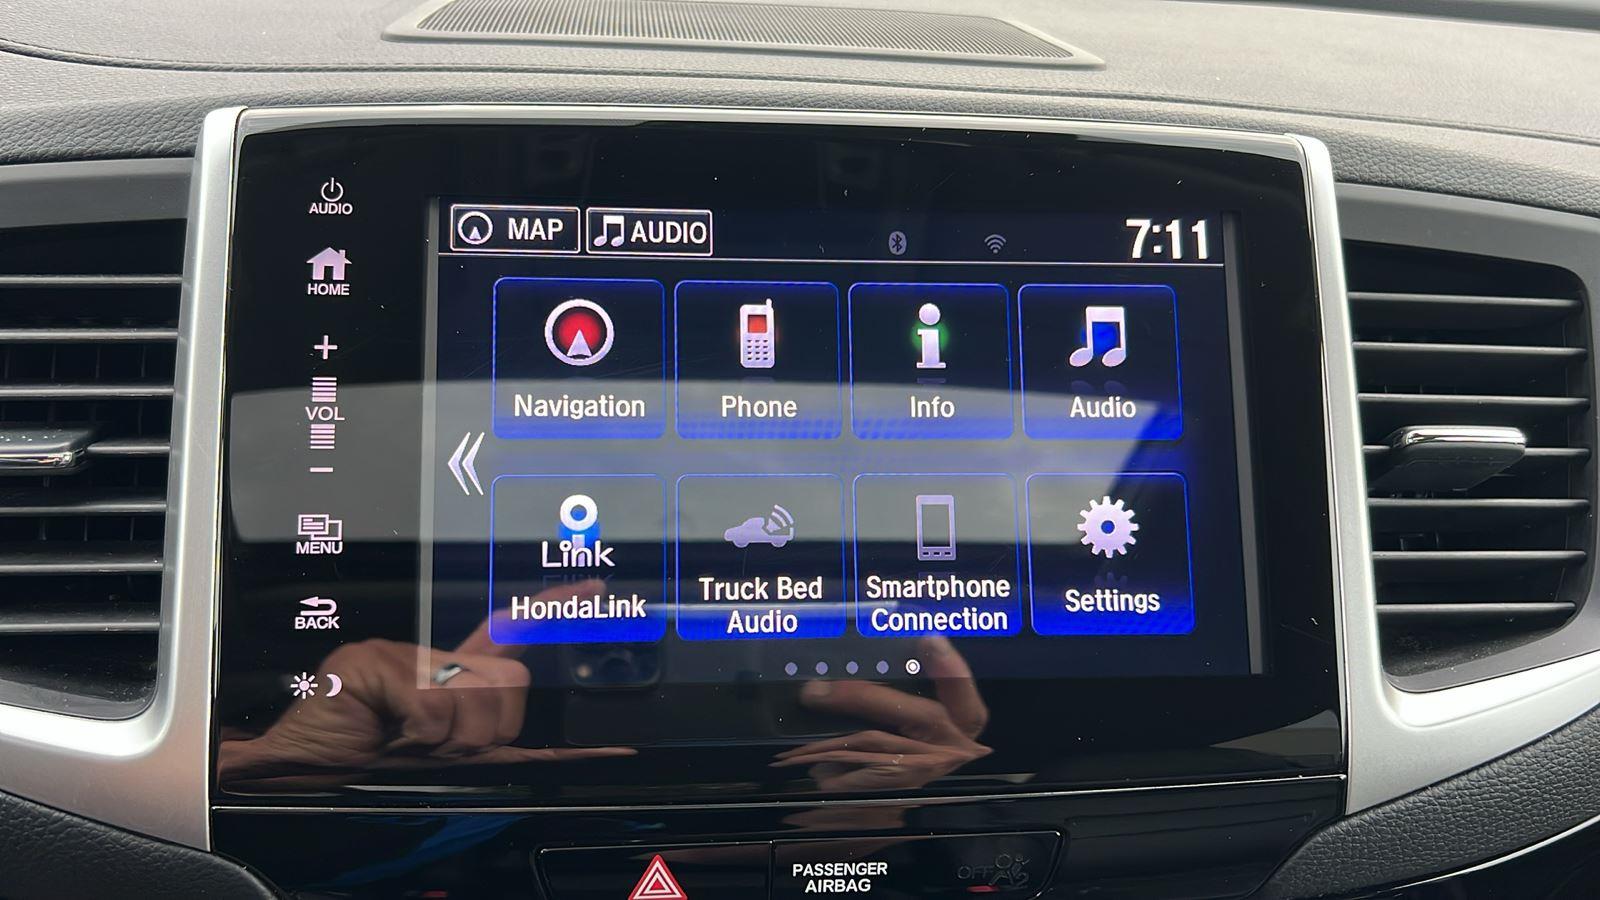 AUDIO
HOME
+
VOL
−
MENU
BACK
MAP
AUDIO
7:11
Navigation
Phone
Info
Audio
Link
HondaLink
Truck Bed
Audio
Smartphone
Connection
Settings
PASSENGER
AIRBAG
OFF